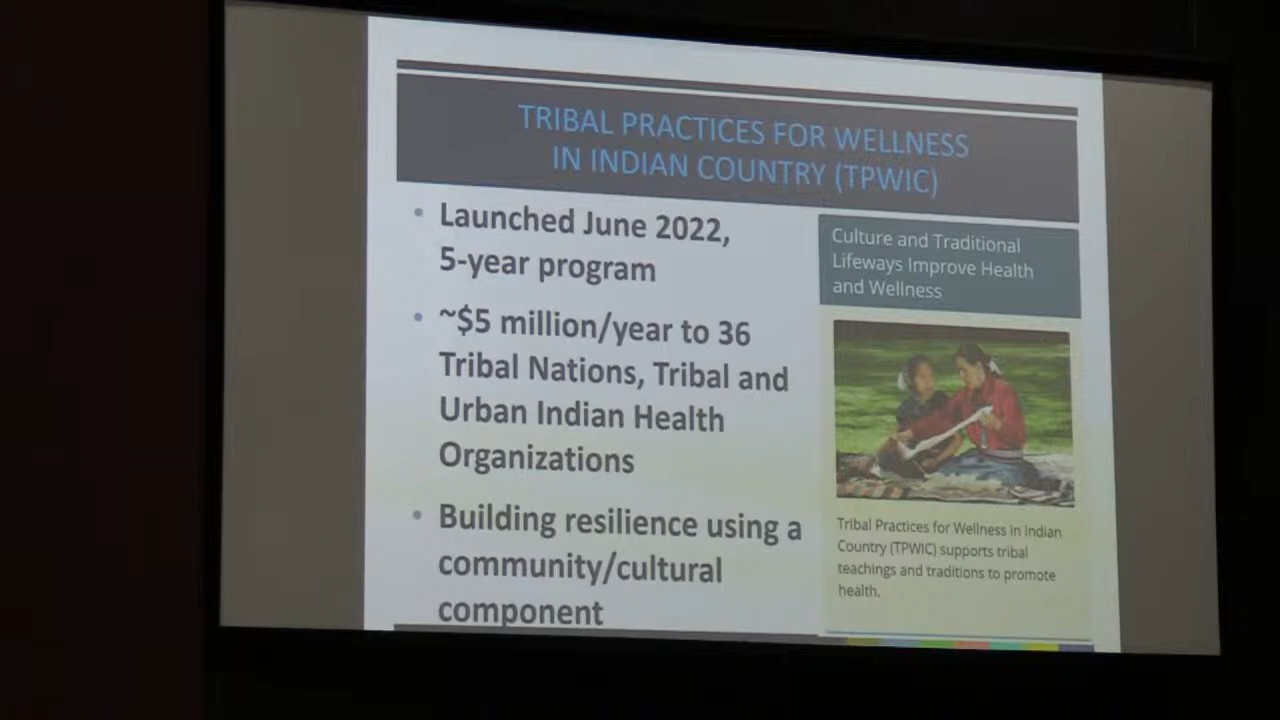 TRIBAL PRACTICES FOR WELLNESS
IN INDIAN COUNTRY (TPWIC)
• Launched June 2022,
5-year program
• ~$5 million/year to 36
Tribal Nations, Tribal and
Urban Indian Health
Organizations
• Building resilience using a
community/cultural
component
Culture and Traditional
Lifeways Improve Health
and Wellness
Tribal Practices for Wellness in Indian
Country (TPWIC) supports tribal
teachings and traditions to promote
health.